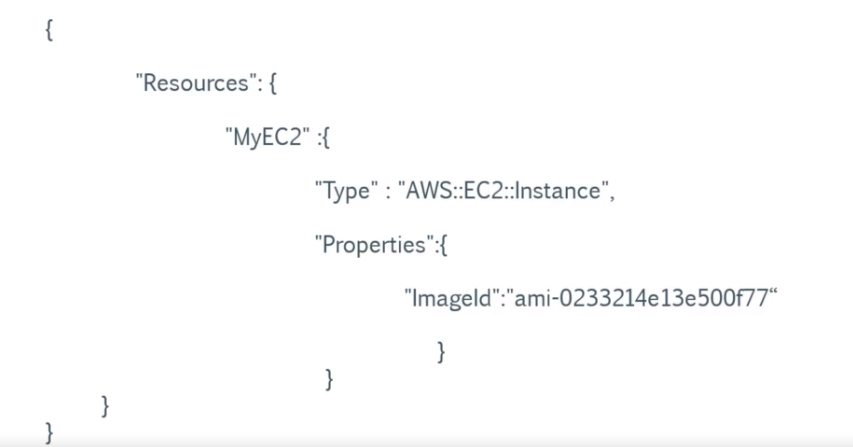 {
"Resources": {
"MyEC2" :{
"Type" : "AWS::EC2::Instance",
"Properties":{
"ImageId":"ami-0233214e13e500f77“
}
}
}
}